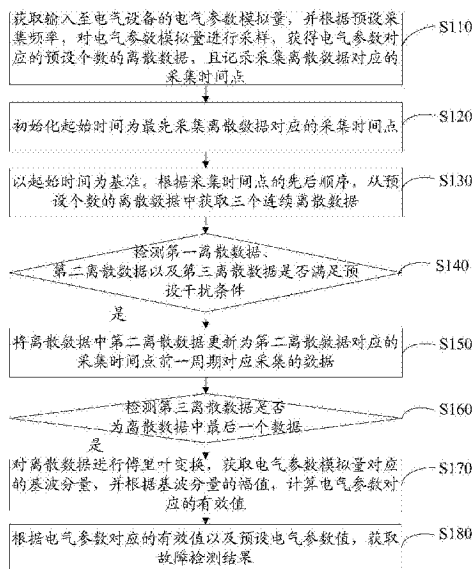 获取输入至电气设备的电气参数模拟量，并根据预设采
集频率，对电气参数模拟量进行采样，获得电气参数对
应的预设个数的离散数据，且记录采集离散数据对应的
采集时间点
S110
初始化起始时间为最先采集离散数据对应的采集时间点
S120
以起始时间为基准，根据采集时间点的先后顺序，从预
设个数的离散数据中获取三个连续离散数据
S130
检测第一离散数据、
第二离散数据以及第三离散数据是否满足预
设干扰条件
S140
是
将离散数据中第二离散数据更新为第二离散数据对应的
采集时间点前一周期对应采集的数据
S150
检测第三离散数据是否
为离散数据中最后一个数据
S160
是
对离散数据进行傅里叶变换，获取电气参数模拟量对应
的基波分量，并根据基波分量的幅值，计算电气参数对
应的有效值
S170
根据电气参数对应的有效值以及预设电气参数值，获取
故障检测结果
S180